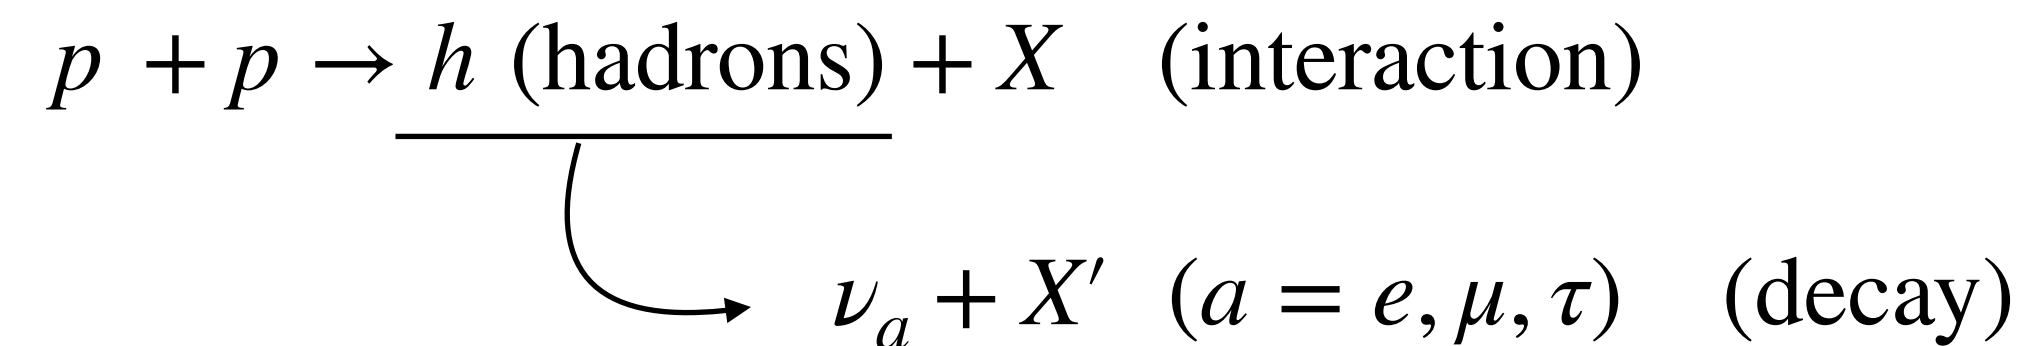 p + p → h (hadrons) + X (interaction)
ν_a + X′ (a = e, μ, τ) (decay)